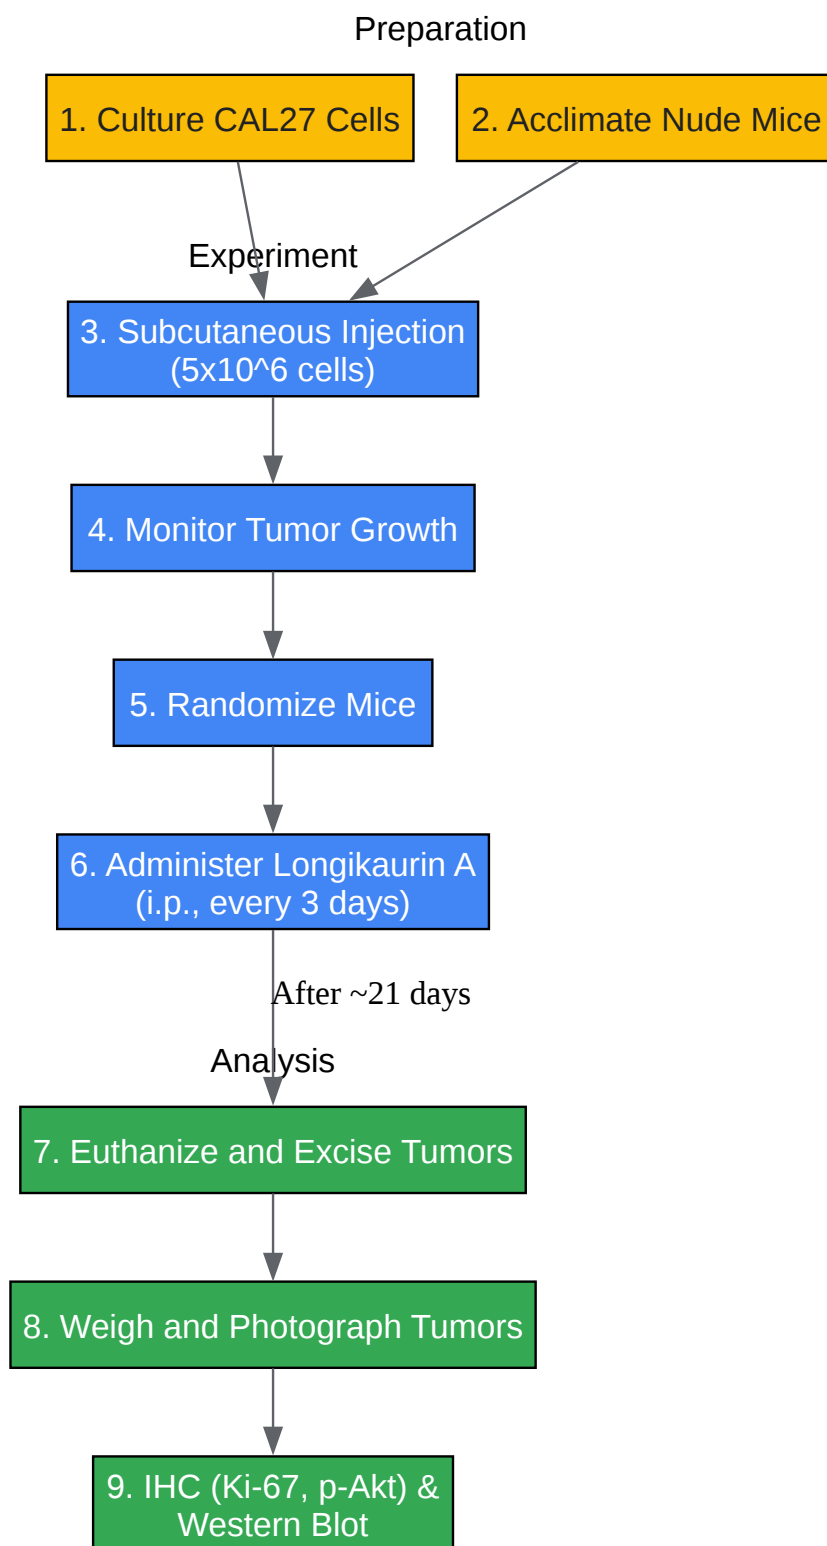 Preparation
1. Culture CAL27 Cells
2. Acclimate Nude Mice
Experiment
3. Subcutaneous Injection
(5x10^6 cells)
4. Monitor Tumor Growth
5. Randomize Mice
6. Administer Longikaurin A
(i.p., every 3 days)
After ~21 days
Analysis
7. Euthanize and Excise Tumors
8. Weigh and Photograph Tumors
9. IHC (Ki-67, p-Akt) &
Western Blot